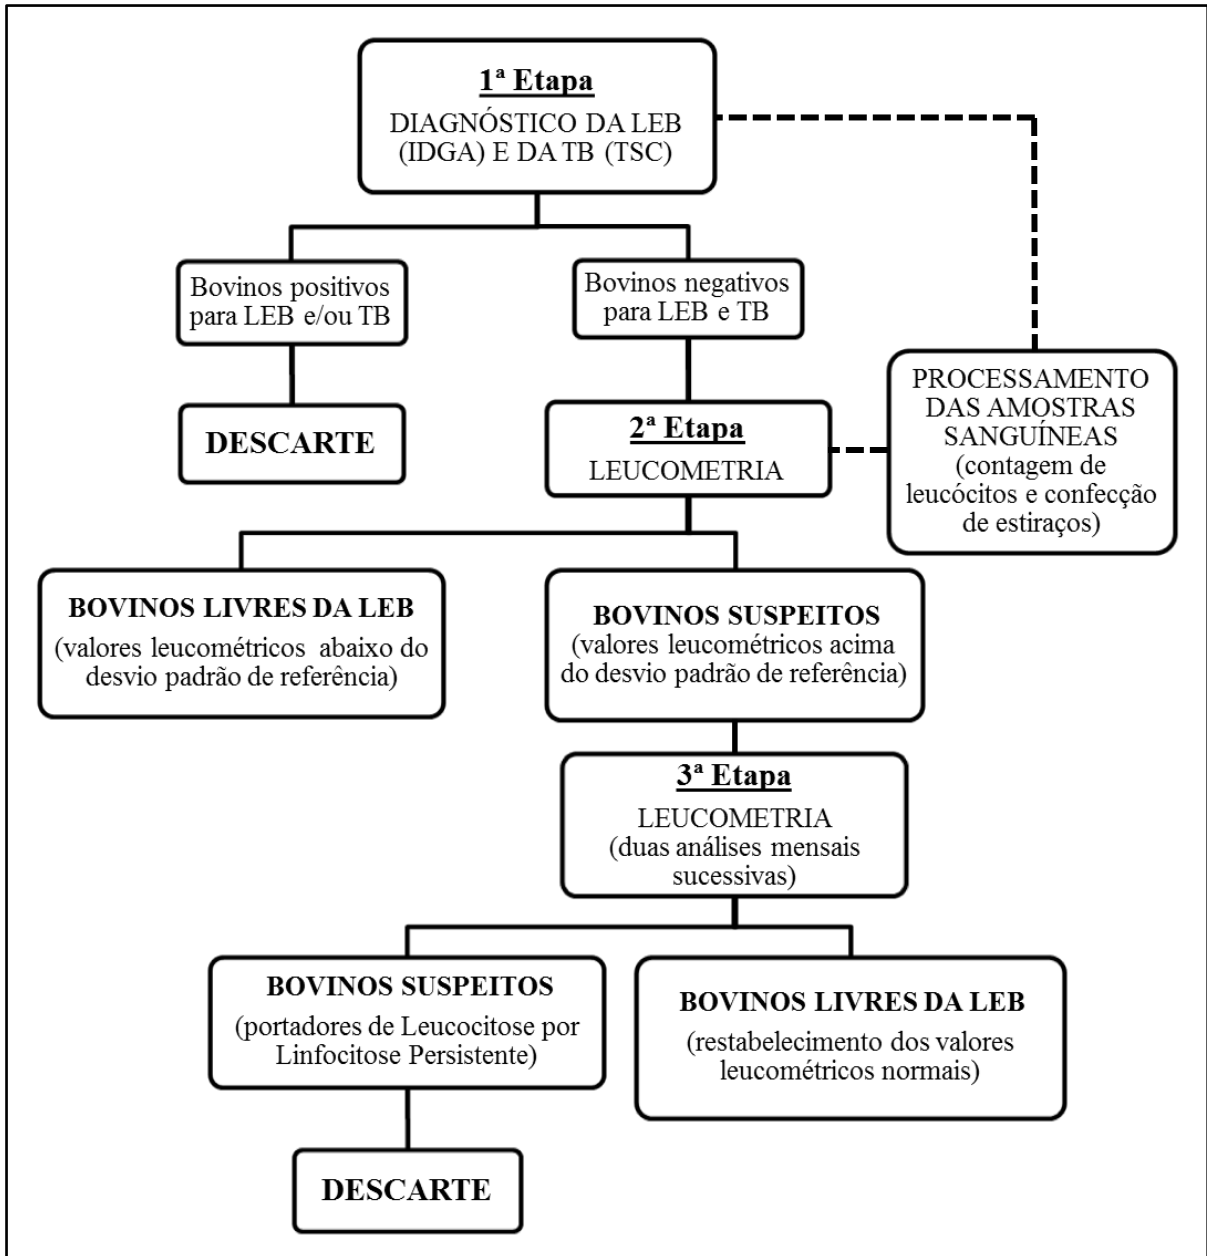 1ª Etapa
DIAGNÓSTICO DA LEB
(IDGA) E DA TB (TSC)
Bovinos positivos
para LEB e/ou TB
Bovinos negativos
para LEB e TB
DESCARTE
2ª Etapa
LEUCOMETRIA
PROCESSAMENTO
DAS AMOSTRAS
SANGUÍNEAS
(contagem de
leucócitos e confecção
de estiraços)
BOVINOS LIVRES DA LEB
(valores leucométricos abaixo do
desvio padrão de referência)
BOVINOS SUSPEITOS
(valores leucométricos acima
do desvio padrão de referência)
3ª Etapa
LEUCOMETRIA
(duas análises mensais
sucessivas)
BOVINOS SUSPEITOS
(portadores de Leucocitose por
Linfocitose Persistente)
BOVINOS LIVRES DA LEB
(restabelecimento dos valores
leucométricos normais)
DESCARTE